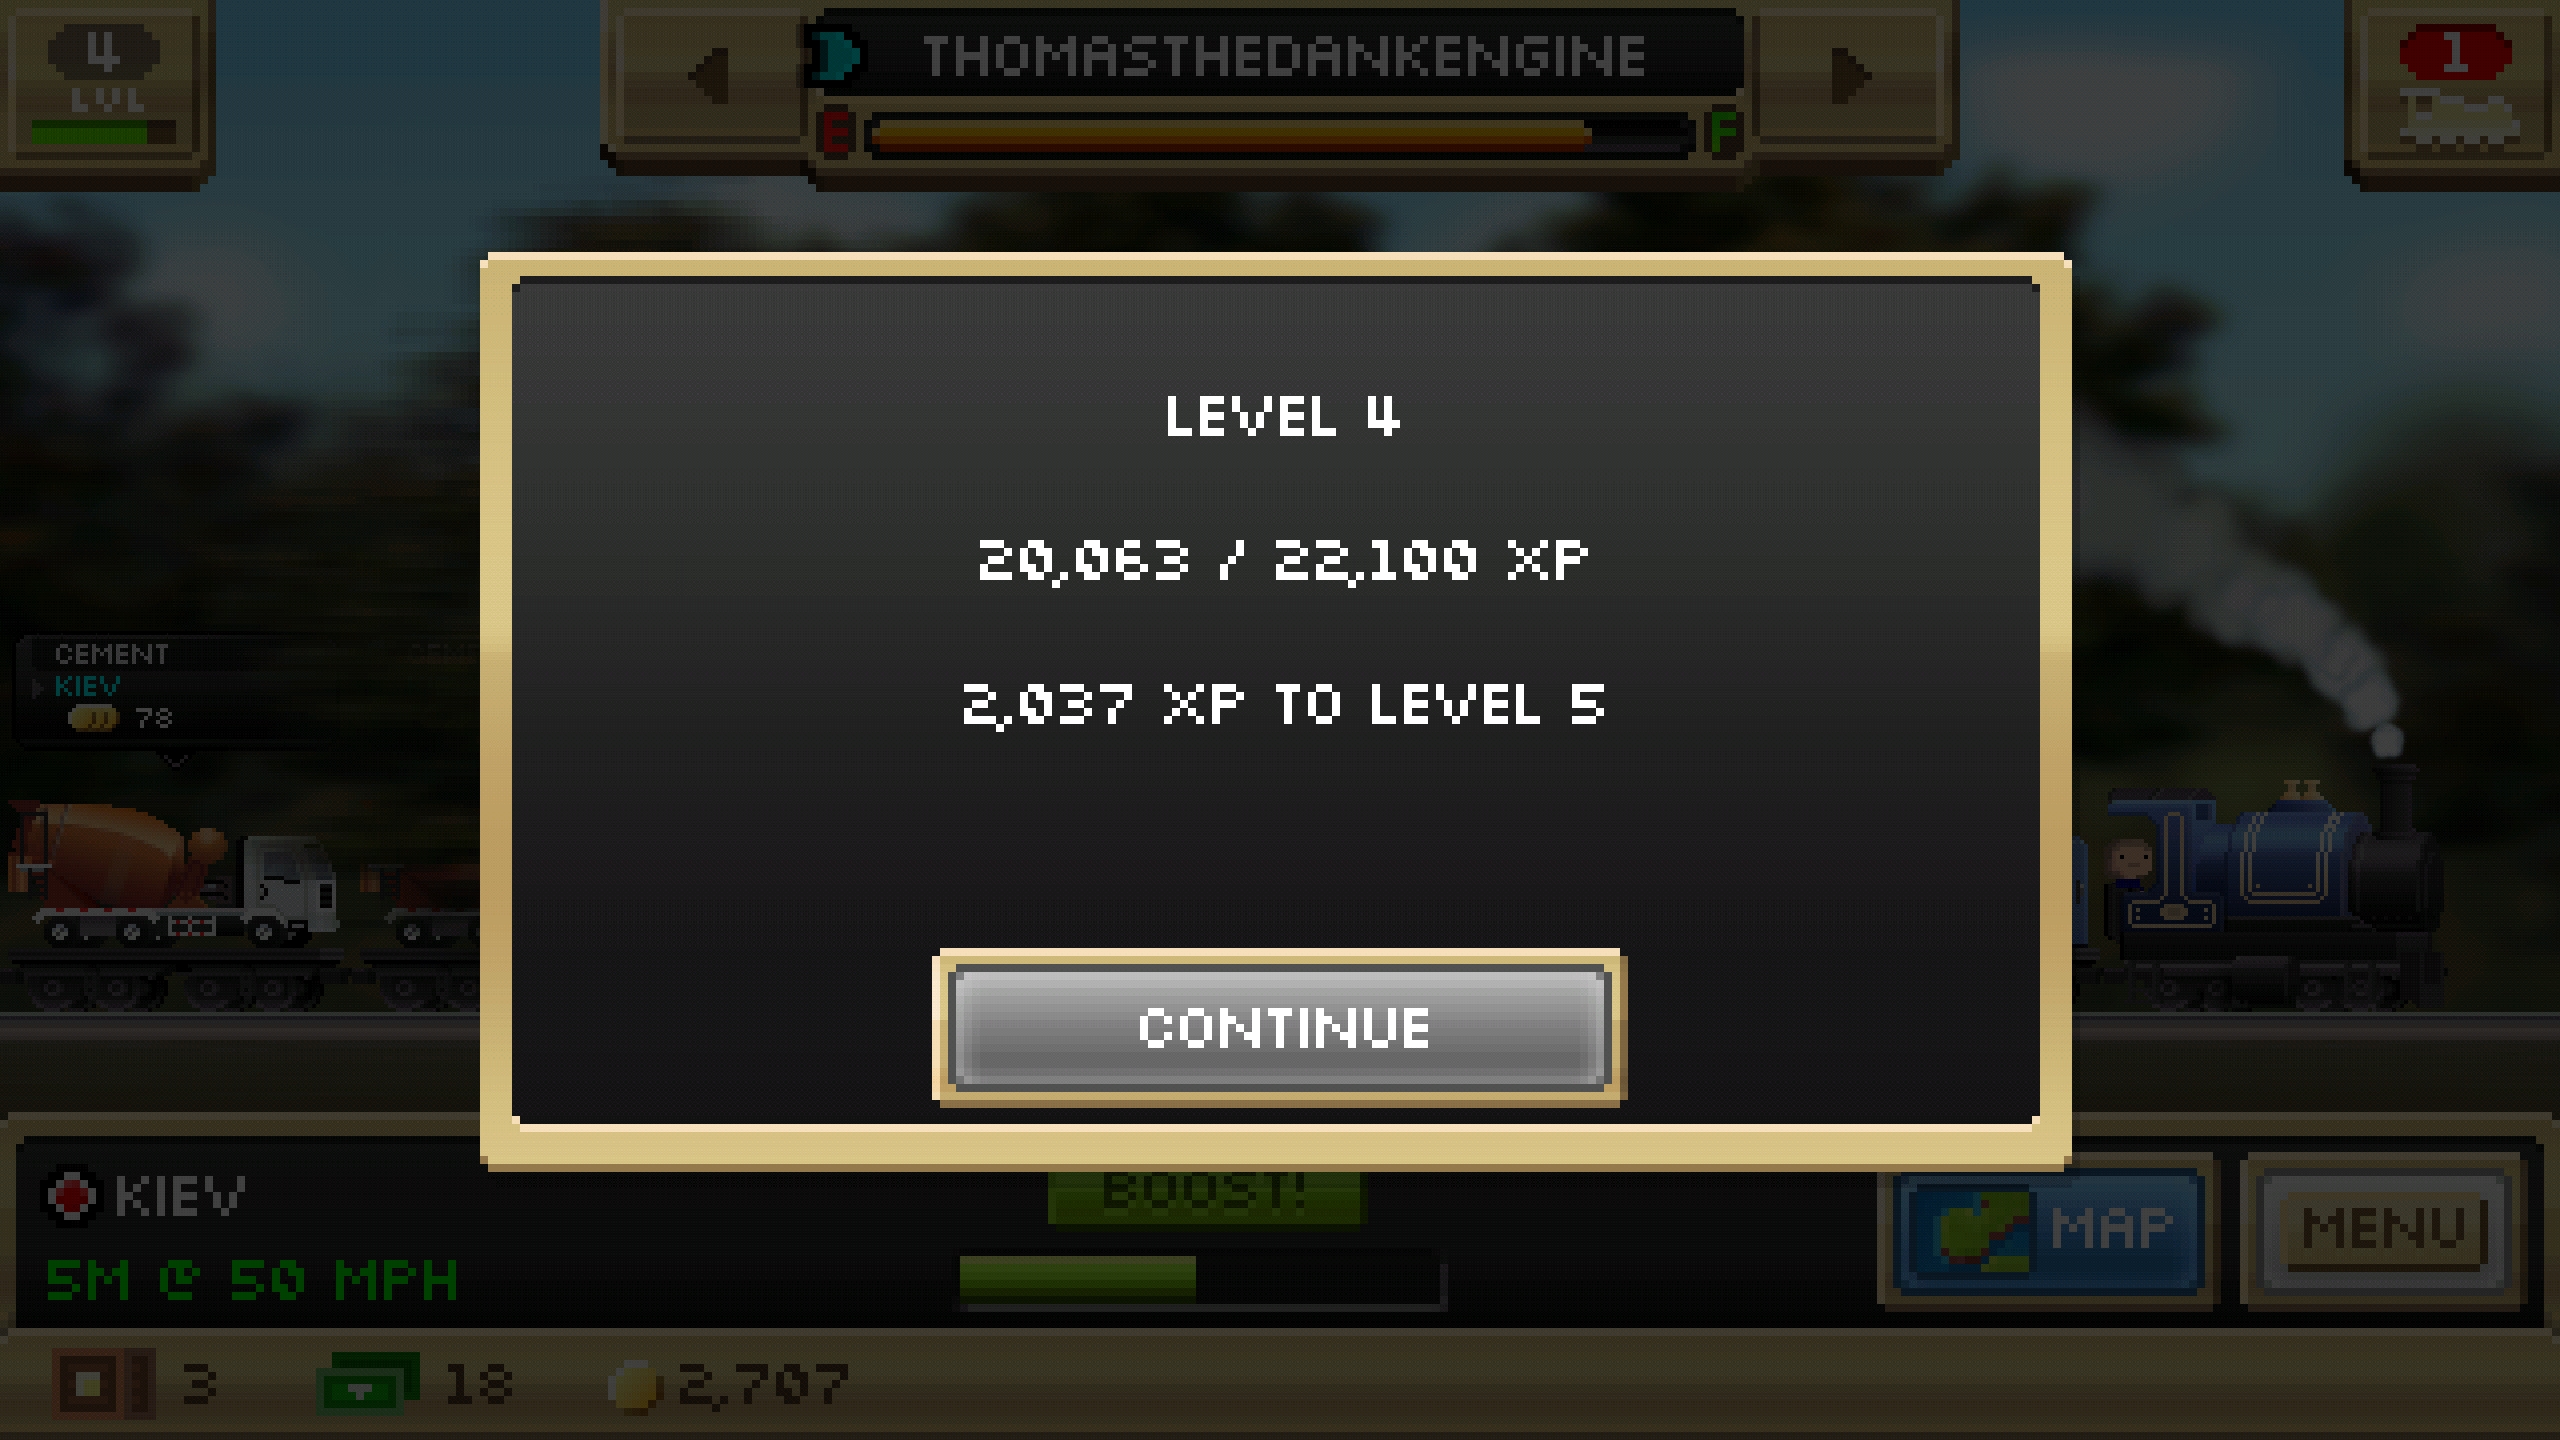 4
LVL
THOMASTHEDANKENGINE
E
F
1
LEVEL 4
20,063 / 22,100 XP
2,037 XP TO LEVEL 5
CEMENT
KIEV
78
CONTINUE
KIEV
5M @ 50 MPH
BOOST!
MAP
MENU
3
18
2,707